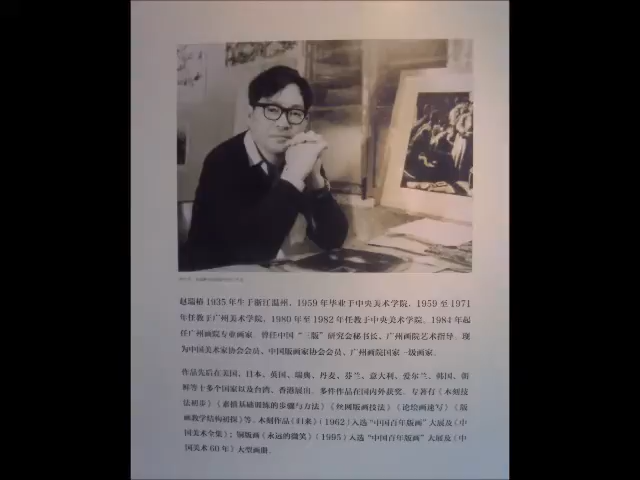 赵瑞椿 1935 年生于浙江温州，1959 年毕业于中央美术学院，1959 至 1971
年任教于广州美术学院，1980 年至 1982 年任教于中央美术学院，1984 年起
任广州画院专业画家。曾任中国“三版”研究会秘书长、广州画院艺术指导。现
为中国美术家协会会员、中国版画家协会会员、广州画院国家一级画家。
作品先后在美国、日本、英国、瑞典、丹麦、芬兰、意大利、爱尔兰、韩国、朝
鲜等十多个国家以及台湾、香港展出。多件作品在国内外获奖。专著有《木刻技
法初步》《素描基础训练的步骤与方法》《丝网版画技法》《论绘画速写》《版
画教学结构初探》等。木刻作品《归来》(1962) 入选“中国百年版画”大展及《中
国美术全集》；铜版画《永远的微笑》(1995) 入选“中国百年版画”大展及《中
国美术 60 年》大型画册。